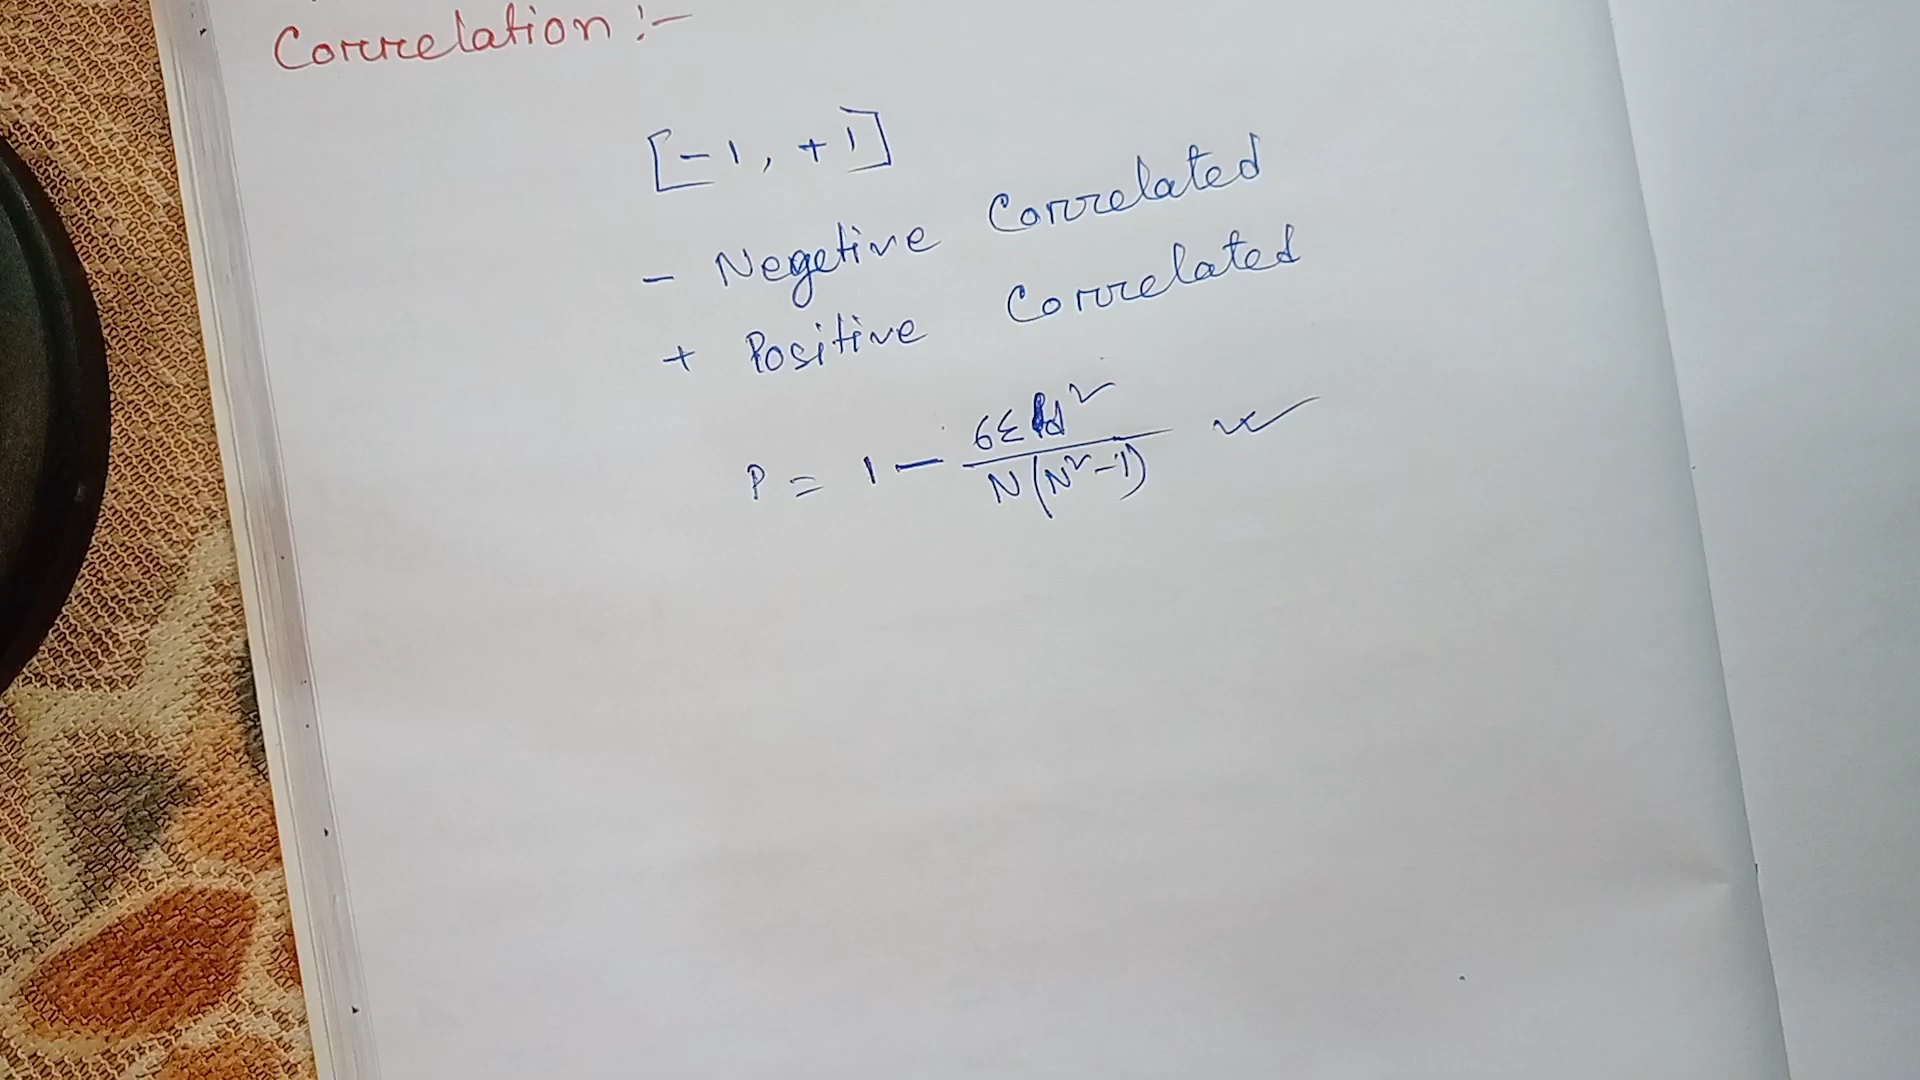 Correlation :-
[-1, +1]
- Negetive Correlated
+ Positive Correlated
P = 1 - 6Σd² / N(N²-1)